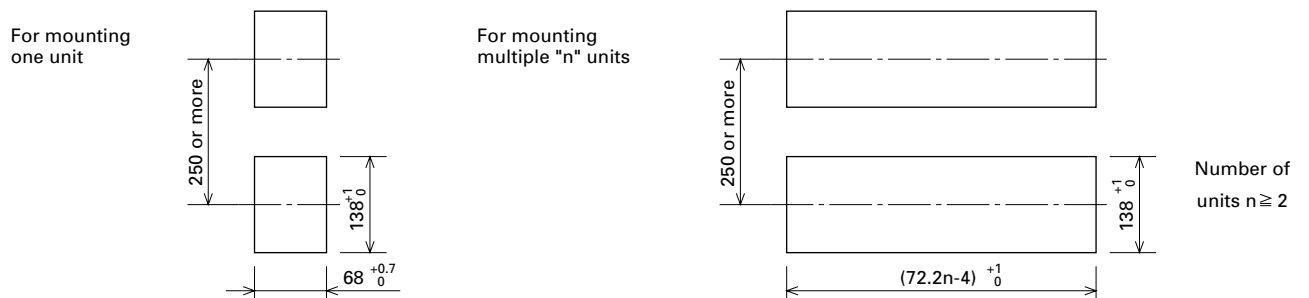 For mounting
one unit
250 or more
138 +1 0
68 +0.7 0
For mounting
multiple "n" units
250 or more
138 +1 0
(72.2n-4) +1 0
Number of
units n≧2